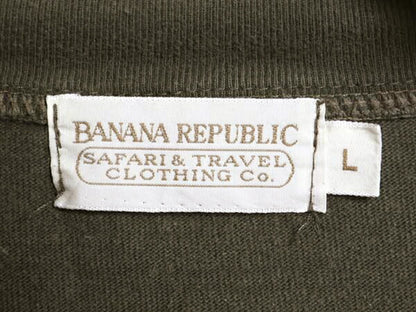 BANANA REPUBLIC
SAFARI & TRAVEL
CLOTHING Co.
L